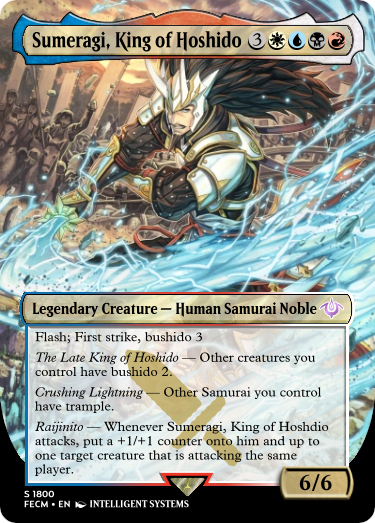 Sumeragi, King of Hoshido 3
Legendary Creature — Human Samurai Noble
Flash; First strike, bushido 3
The Late King of Hoshido — Other creatures you
control have bushido 2.
Crushing Lightning — Other Samurai you control
have trample.
Raijinito — Whenever Sumeragi, King of Hoshdio
attacks, put a +1/+1 counter onto him and up to
one target creature that is attacking the same
player.
6/6
S 1800
FECM • EN INTELLIGENT SYSTEMS